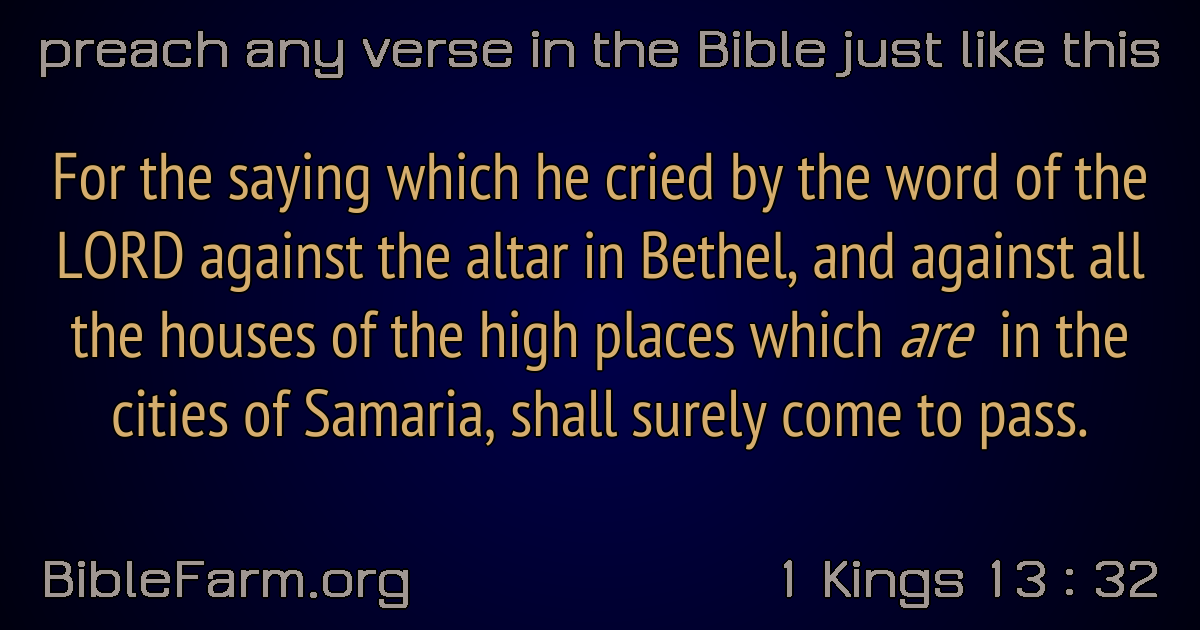 preach any verse in the Bible just like this
For the saying which he cried by the word of the
LORD against the altar in Bethel, and against all
the houses of the high places which are in the
cities of Samaria, shall surely come to pass.
BibleFarm.org
1 Kings 13 : 32